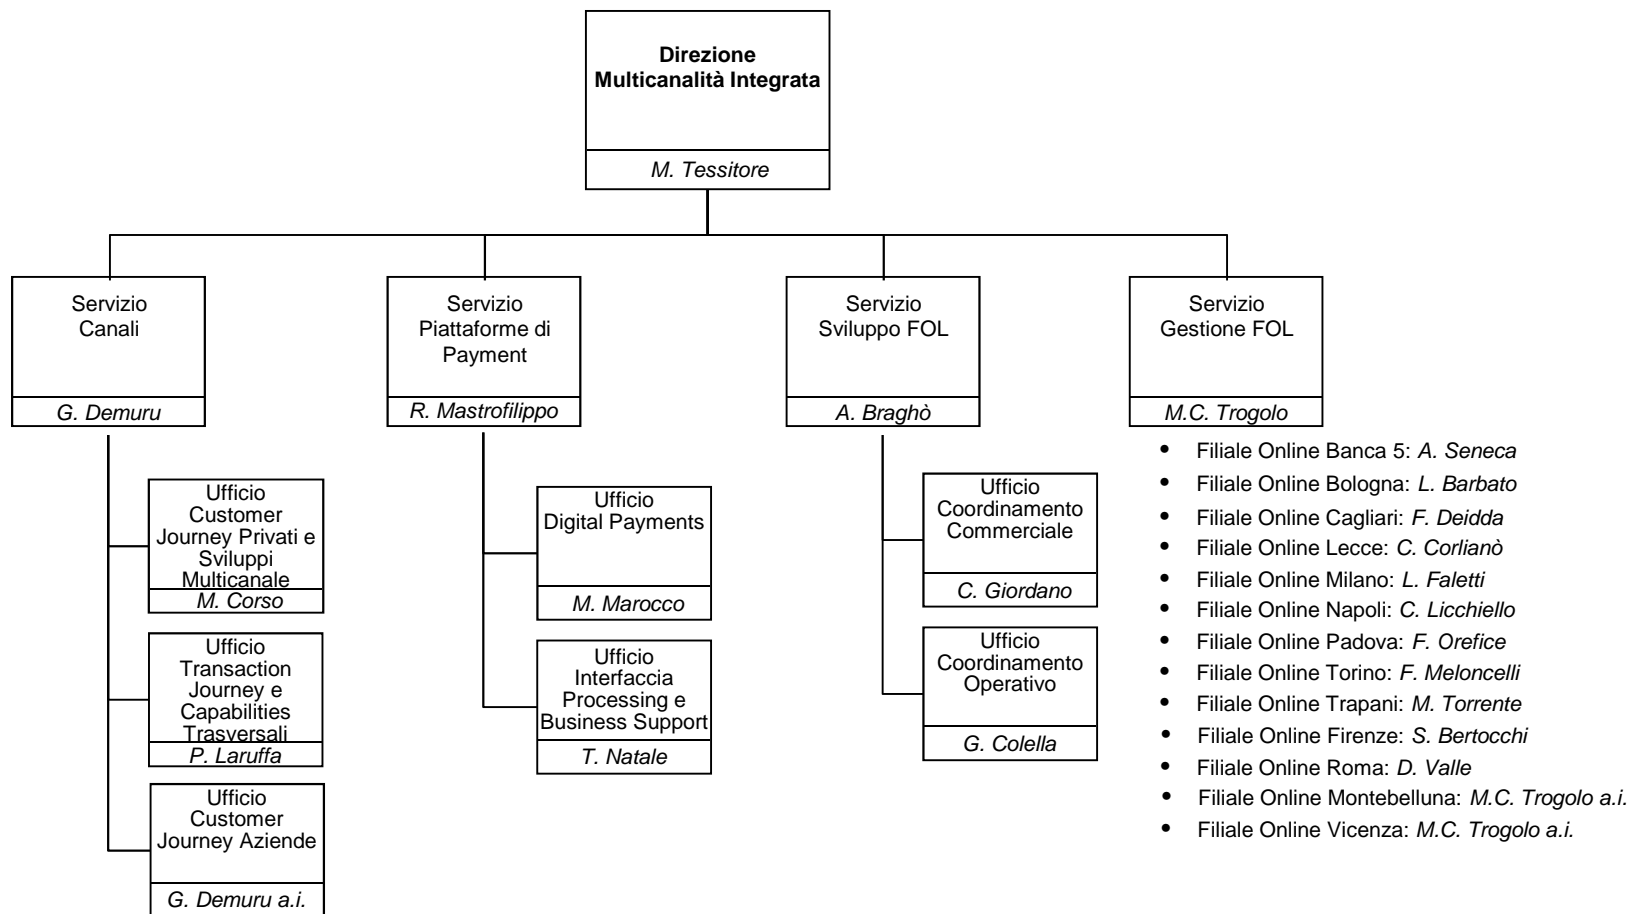 Direzione
Multicanalità Integrata
M. Tessitore
Servizio
Canali
G. Demuru
Servizio
Piattaforme di
Payment
R. Mastrofilippo
Servizio
Sviluppo FOL
A. Braghò
Servizio
Gestione FOL
M.C. Trogolo
Ufficio
Customer
Journey Privati e
Sviluppi
Multicanale
M. Corso
Ufficio
Transaction
Journey e
Capabilities
Trasversali
P. Laruffa
Ufficio
Customer
Journey Aziende
G. Demuru a.i.
Ufficio
Digital Payments
M. Marocco
Ufficio
Interfaccia
Processing e
Business Support
T. Natale
Ufficio
Coordinamento
Commerciale
C. Giordano
Ufficio
Coordinamento
Operativo
G. Colella
• Filiale Online Banca 5: A. Seneca
• Filiale Online Bologna: L. Barbato
• Filiale Online Cagliari: F. Deidda
• Filiale Online Lecce: C. Corlianò
• Filiale Online Milano: L. Faletti
• Filiale Online Napoli: C. Licchiello
• Filiale Online Padova: F. Orefice
• Filiale Online Torino: F. Meloncelli
• Filiale Online Trapani: M. Torrente
• Filiale Online Firenze: S. Bertocchi
• Filiale Online Roma: D. Valle
• Filiale Online Montebelluna: M.C. Trogolo a.i.
• Filiale Online Vicenza: M.C. Trogolo a.i.